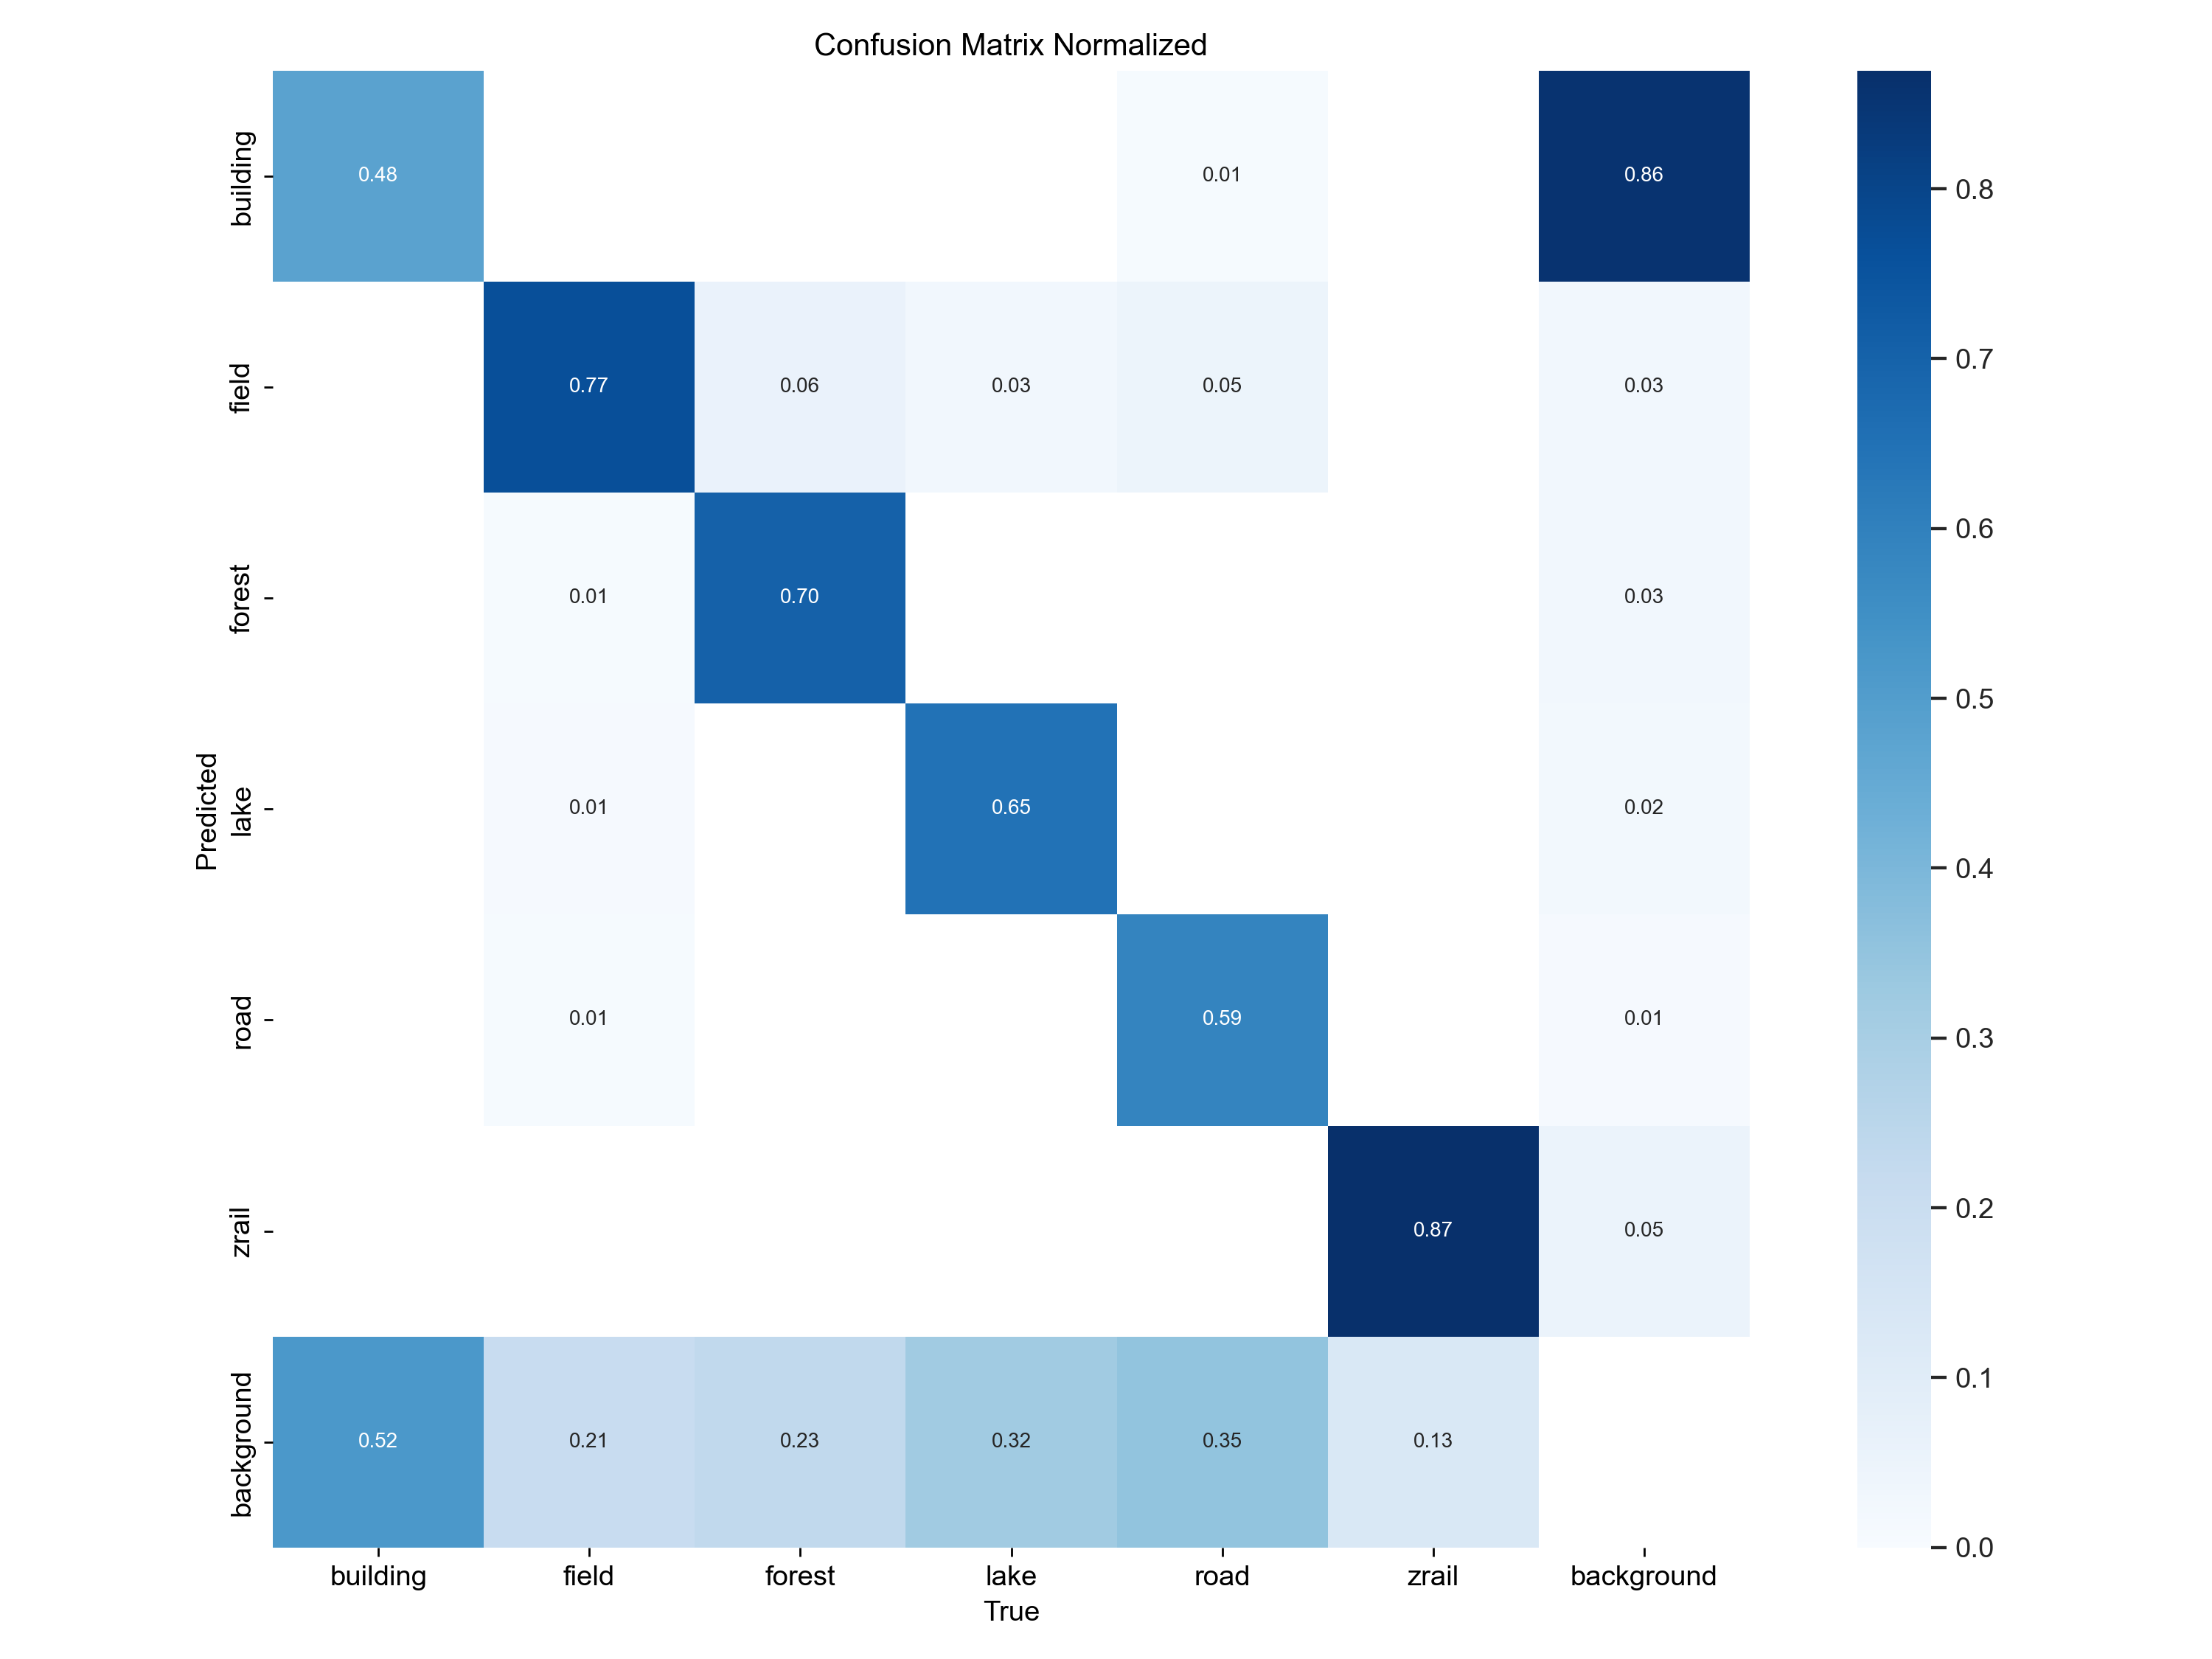 Confusion Matrix Normalized
building 0.48 0.01 0.86
field 0.77 0.06 0.03 0.05 0.03
forest 0.01 0.70 0.03
lake 0.01 0.65 0.02
road 0.01 0.59 0.01
zrail 0.87 0.05
background 0.52 0.21 0.23 0.32 0.35 0.13
Predicted
building field forest lake road zrail background
True
0.8
0.7
0.6
0.5
0.4
0.3
0.2
0.1
0.0